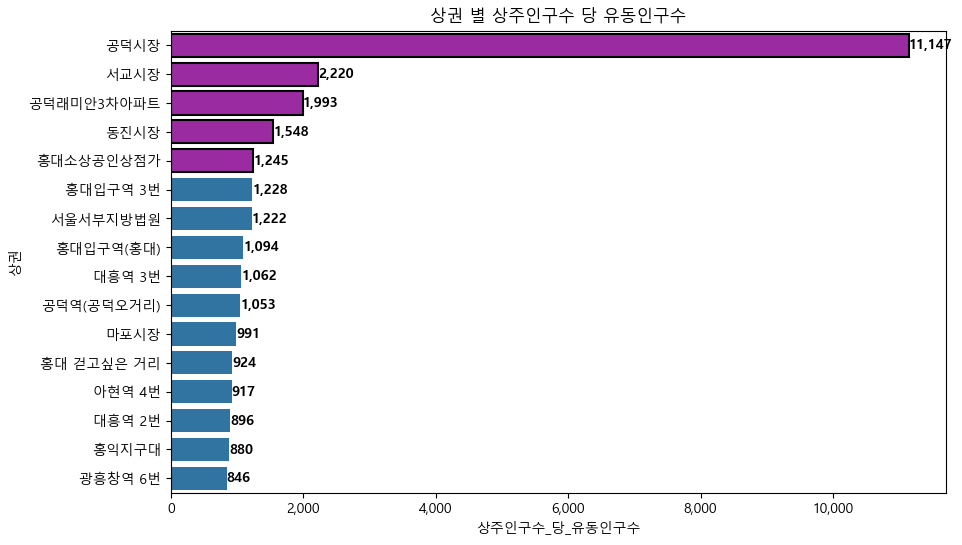 상권 별 상주인구수 당 유동인구수
상권
공덕시장 11,147
서교시장 2,220
공덕래미안3차아파트 1,993
동진시장 1,548
홍대소상공인상점가 1,245
홍대입구역 3번 1,228
서울서부지방법원 1,222
홍대입구역(홍대) 1,094
대흥역 3번 1,062
공덕역(공덕오거리) 1,053
마포시장 991
홍대 걷고싶은 거리 924
아현역 4번 917
대흥역 2번 896
홍익지구대 880
광흥창역 6번 846
0 2,000 4,000 6,000 8,000 10,000
상주인구수_당_유동인구수